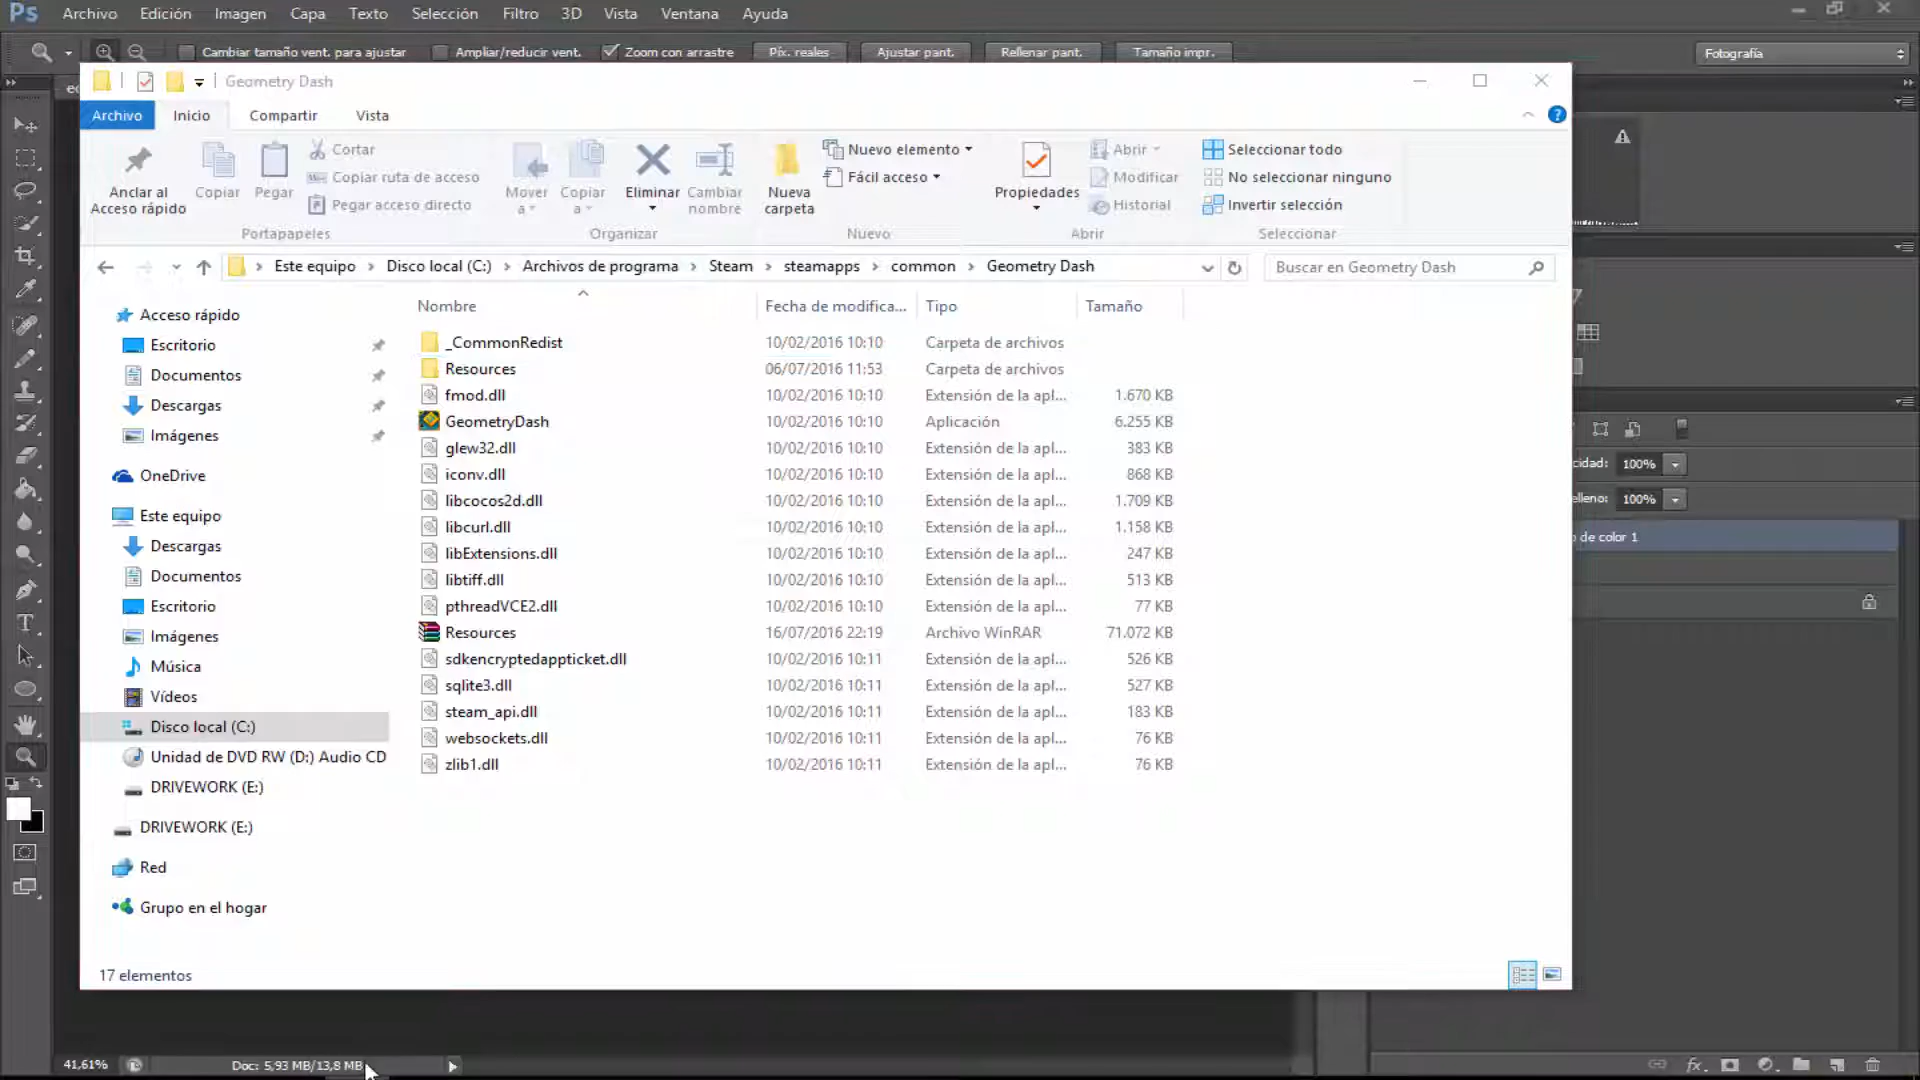 Ps Archivo Edición Imagen Capa Texto Selección Filtro 3D Vista Ventana Ayuda
Cambiar tamaño vent. para ajustar Ampliar/reducir vent. Zoom con arrastre Píx. reales Ajustar pant. Rellenar pant. Tamaño impr. Fotografía
Geometry Dash
Archivo Inicio Compartir Vista
Anclar al Acceso rápido
Copiar
Pegar
Cortar
Copiar ruta de acceso
Pegar acceso directo
Portapapeles
Mover a
Copiar a
Eliminar
Cambiar nombre
Organizar
Nueva carpeta
Nuevo elemento
Fácil acceso
Nuevo
Propiedades
Abrir
Modificar
Historial
Abrir
Seleccionar todo
No seleccionar ninguno
Invertir selección
Seleccionar
Este equipo Disco local (C:) Archivos de programa Steam steamapps common Geometry Dash Buscar en Geometry Dash
Acceso rápido
Escritorio
Documentos
Descargas
Imágenes
OneDrive
Este equipo
Descargas
Documentos
Escritorio
Imágenes
Música
Vídeos
Disco local (C:)
Unidad de DVD RW (D:) Audio CD
DRIVEWORK (E:)
DRIVEWORK (E:)
Red
Grupo en el hogar
Nombre Fecha de modifica... Tipo Tamaño
_CommonRedist 10/02/2016 10:10 Carpeta de archivos
Resources 06/07/2016 11:53 Carpeta de archivos
fmod.dll 10/02/2016 10:10 Extensión de la apl... 1.670 KB
GeometryDash 10/02/2016 10:10 Aplicación 6.255 KB
glew32.dll 10/02/2016 10:10 Extensión de la apl... 383 KB
iconv.dll 10/02/2016 10:10 Extensión de la apl... 868 KB
libcocos2d.dll 10/02/2016 10:10 Extensión de la apl... 1.709 KB
libcurl.dll 10/02/2016 10:10 Extensión de la apl... 1.158 KB
libExtensions.dll 10/02/2016 10:10 Extensión de la apl... 247 KB
libtiff.dll 10/02/2016 10:10 Extensión de la apl... 513 KB
pthreadVCE2.dll 10/02/2016 10:10 Extensión de la apl... 77 KB
Resources 16/07/2016 22:19 Archivo WinRAR 71.072 KB
sdkencryptedappticket.dll 10/02/2016 10:11 Extensión de la apl... 526 KB
sqlite3.dll 10/02/2016 10:11 Extensión de la apl... 527 KB
steam_api.dll 10/02/2016 10:11 Extensión de la apl... 183 KB
websockets.dll 10/02/2016 10:11 Extensión de la apl... 76 KB
zlib1.dll 10/02/2016 10:11 Extensión de la apl... 76 KB
17 elementos
cidad: 100%
elleno: 100%
de color 1
41,61% Doc: 5,93 MB/13,8 MB
fx.